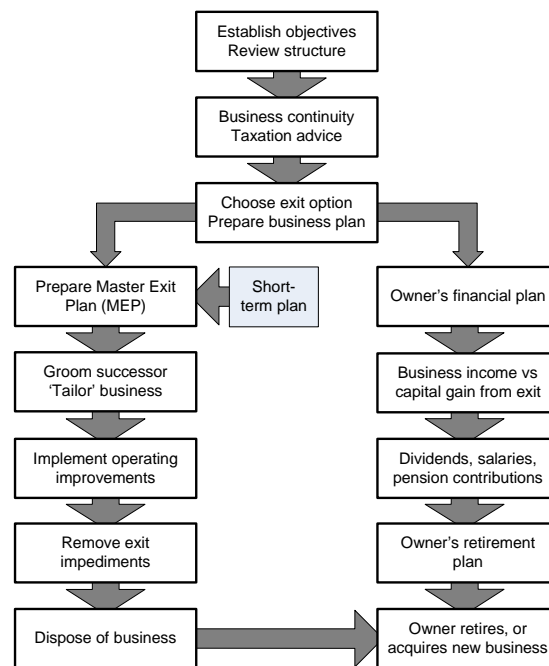 Establish objectives
Review structure
Business continuity
Taxation advice
Choose exit option
Prepare business plan
Prepare Master Exit
Plan (MEP)
Short-
term plan
Owner's financial plan
Groom successor
‘Tailor’ business
Business income vs
capital gain from exit
Implement operating
improvements
Dividends, salaries,
pension contributions
Remove exit
impediments
Owner's retirement
plan
Dispose of business
Owner retires, or
acquires new business